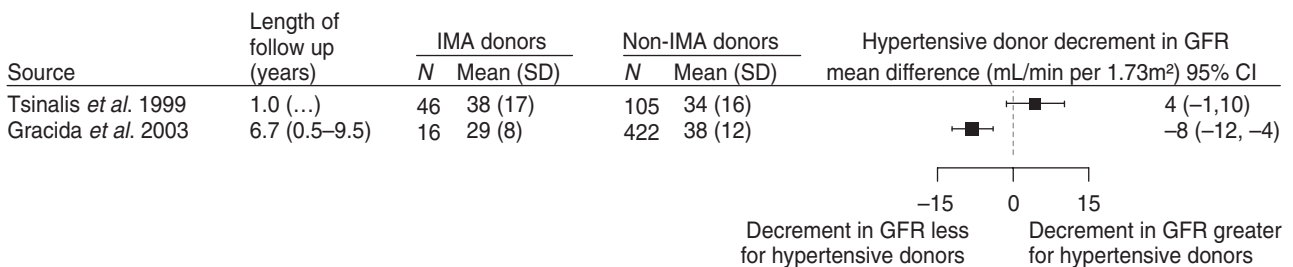 Length of
follow up
(years)
IMA donors
Non-IMA donors
Hypertensive donor decrement in GFR
Source
N Mean (SD)
N Mean (SD)
mean difference (mL/min per 1.73m²) 95% CI
Tsinalis et al. 1999 1.0 (…) 46 38 (17) 105 34 (16) 4 (–1,10)
Gracida et al. 2003 6.7 (0.5–9.5) 16 29 (8) 422 38 (12) –8 (–12, –4)
–15 0 15
Decrement in GFR less
for hypertensive donors
Decrement in GFR greater
for hypertensive donors